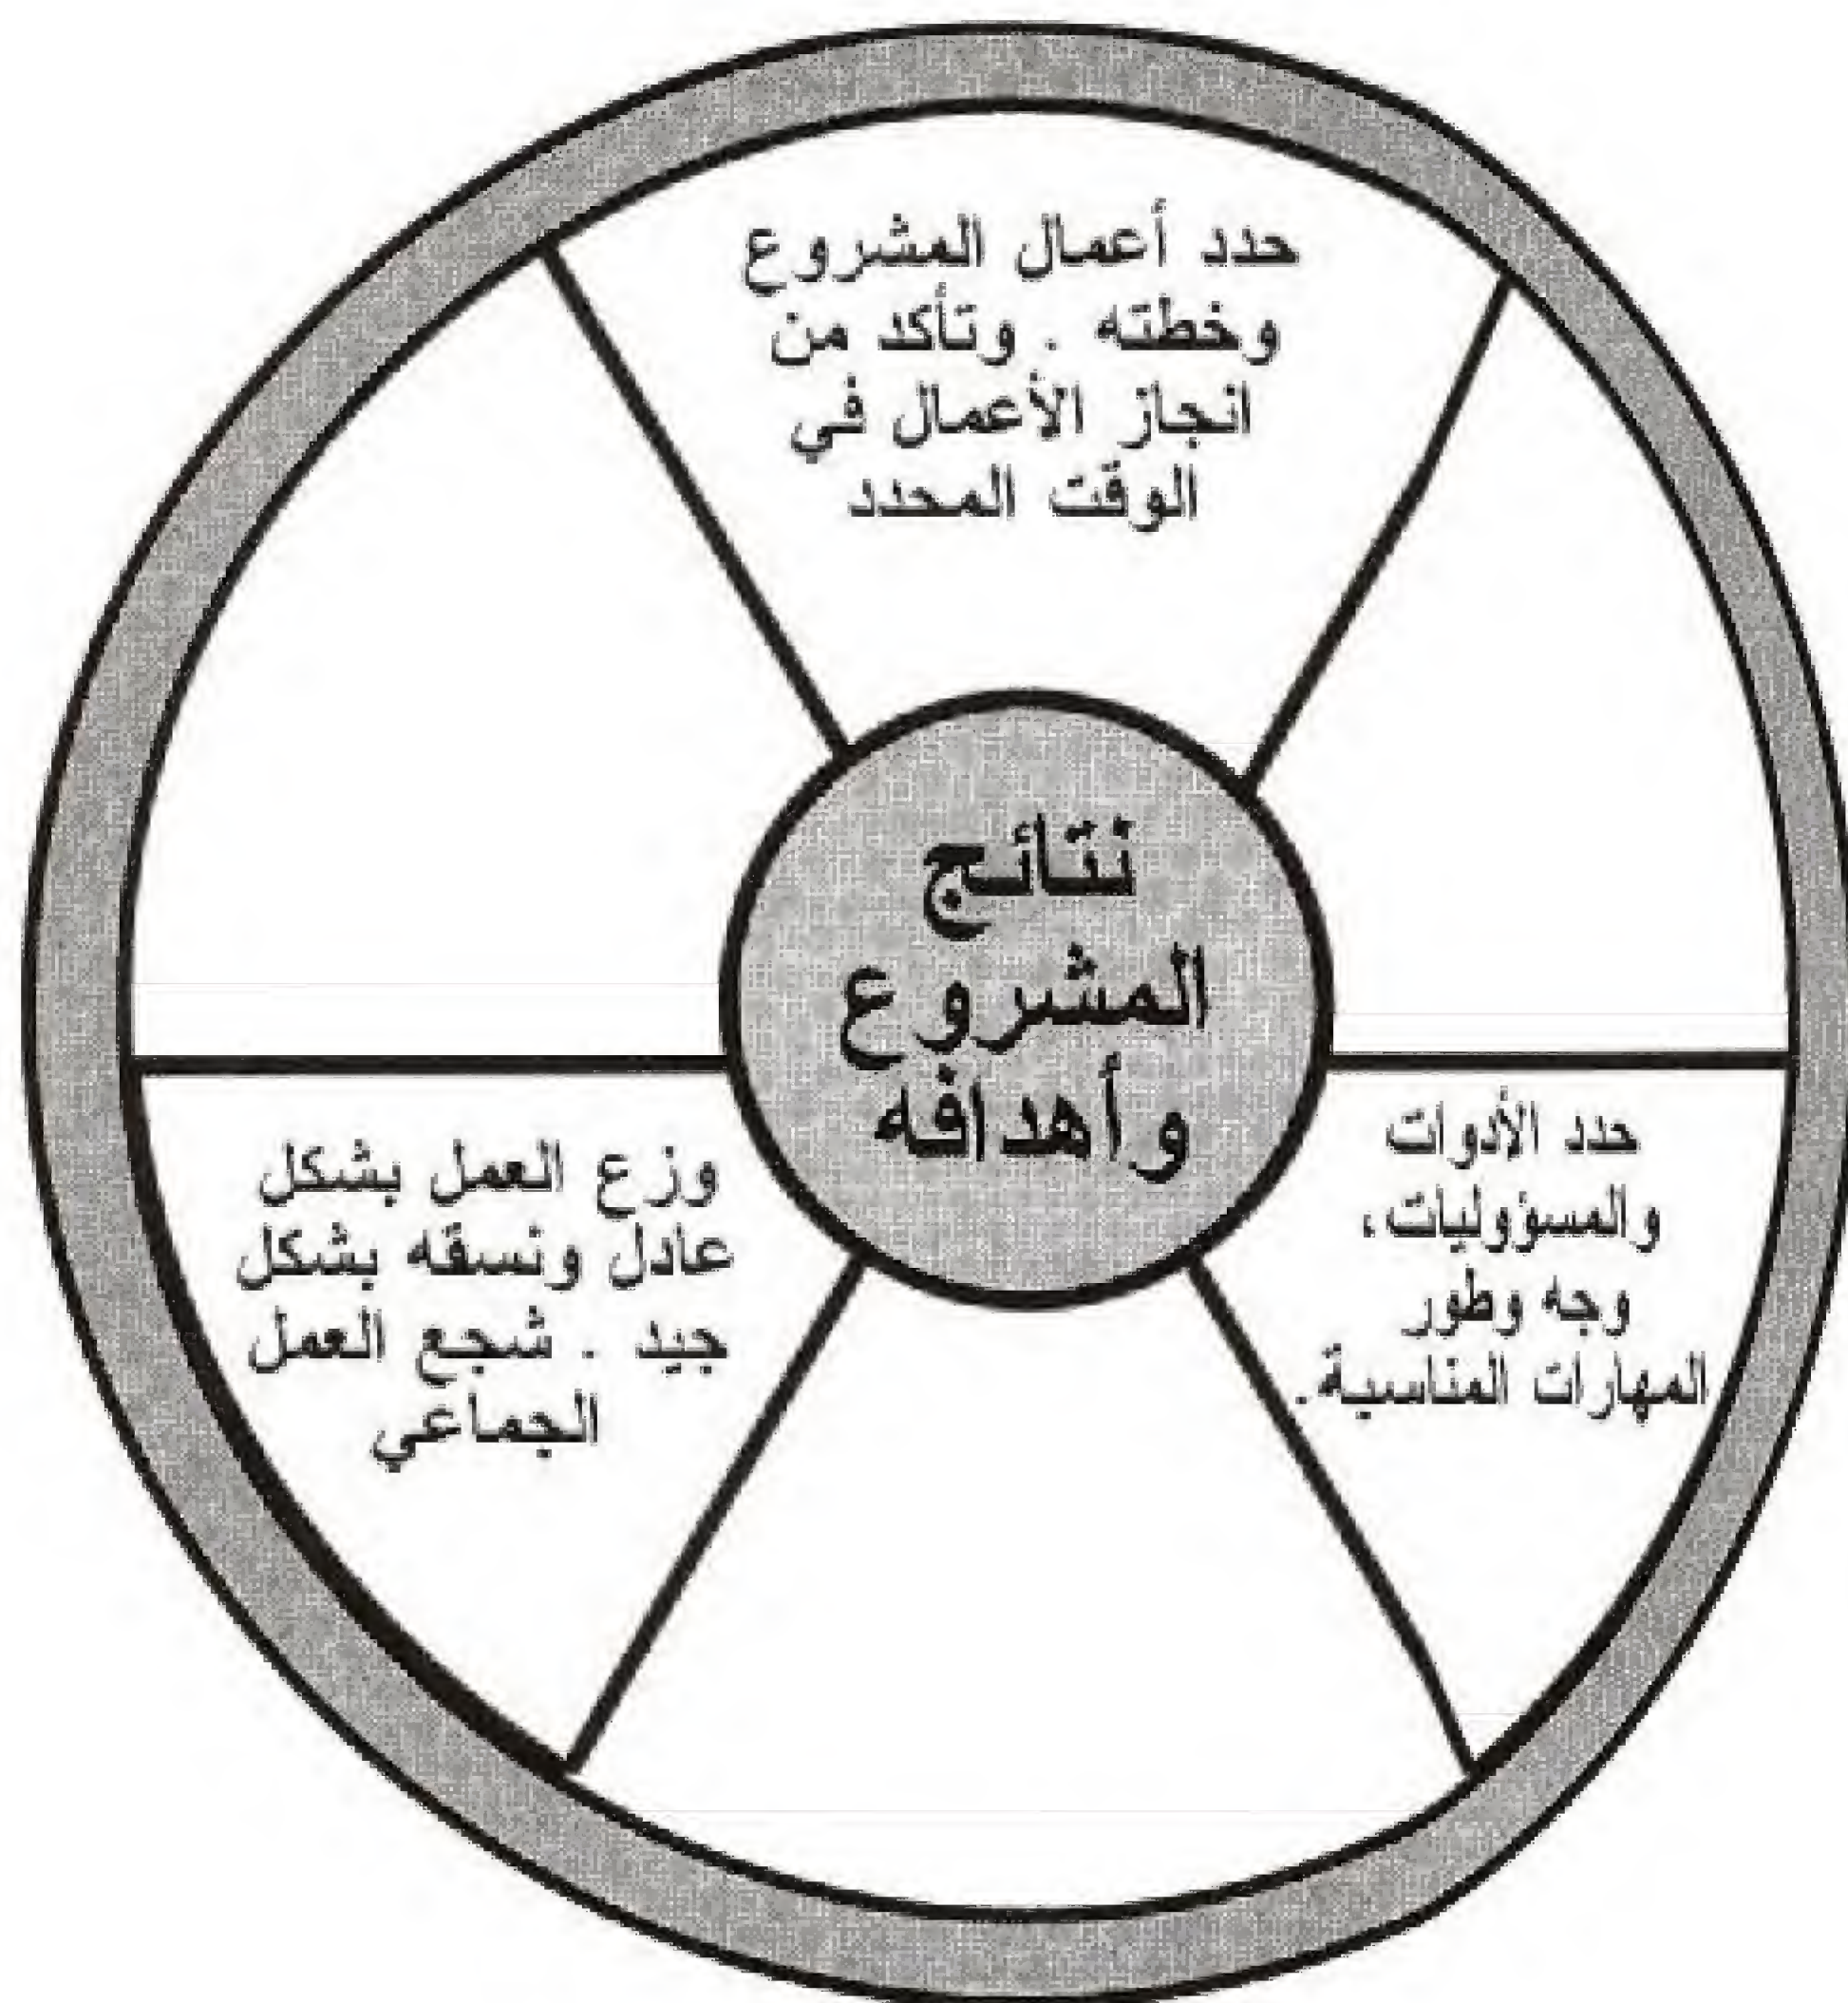 حدد أعمال المشروع
وخطته . وتأكد من
انجاز الأعمال في
الوقت المحدد
نتائج
المشروع
وأهدافه
حدد الأدوات
والمسؤوليات،
وجه وطور
المهارات المناسبة.
وزع العمل بشكل
عادل ونسقه بشكل
جيد . شجع العمل
الجماعي